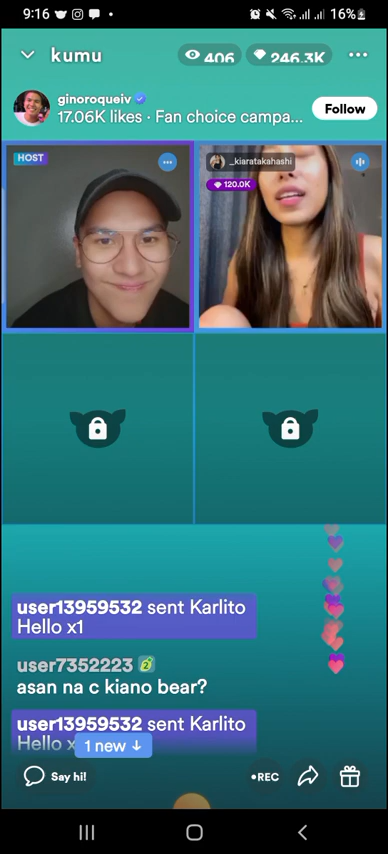 9:16
16%
kumu
406
246.3K
ginoroqueiv
17.06K likes · Fan choice campa...
Follow
HOST
_kiaratakahashi
120.0K
user13959532 sent Karlito
Hello x1
user7352223 2
asan na c kiano bear?
user13959532 sent Karlito
Hello x
1 new ↓
Say hi!
•REC